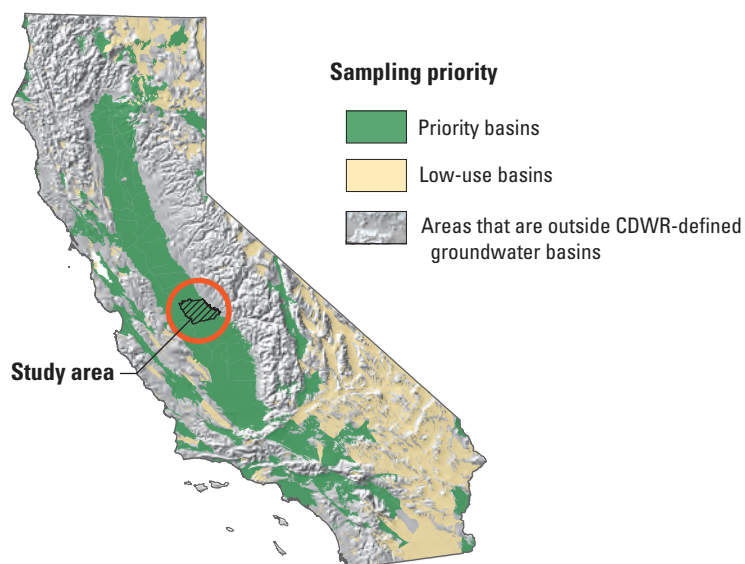 Sampling priority
Priority basins
Low-use basins
Areas that are outside CDWR-defined
groundwater basins
Study area